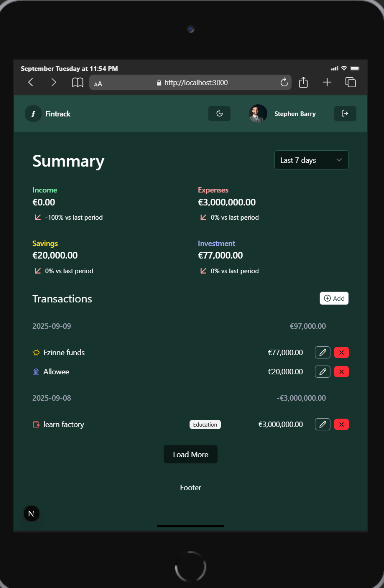 September Tuesday at 11:54 PM
AA
http://localhost:3000
Fintrack
Stephen Barry
Summary
Last 7 days
Income
Expenses
€0.00
€3,000,000.00
-100% vs last period
0% vs last period
Savings
Investment
€20,000.00
€77,000.00
0% vs last period
0% vs last period
Transactions
Add
2025-09-09
€97,000.00
Ezinne funds
€77,000.00
Allowee
€20,000.00
2025-09-08
-€3,000,000.00
learn factory
Education
€3,000,000.00
Load More
Footer
N